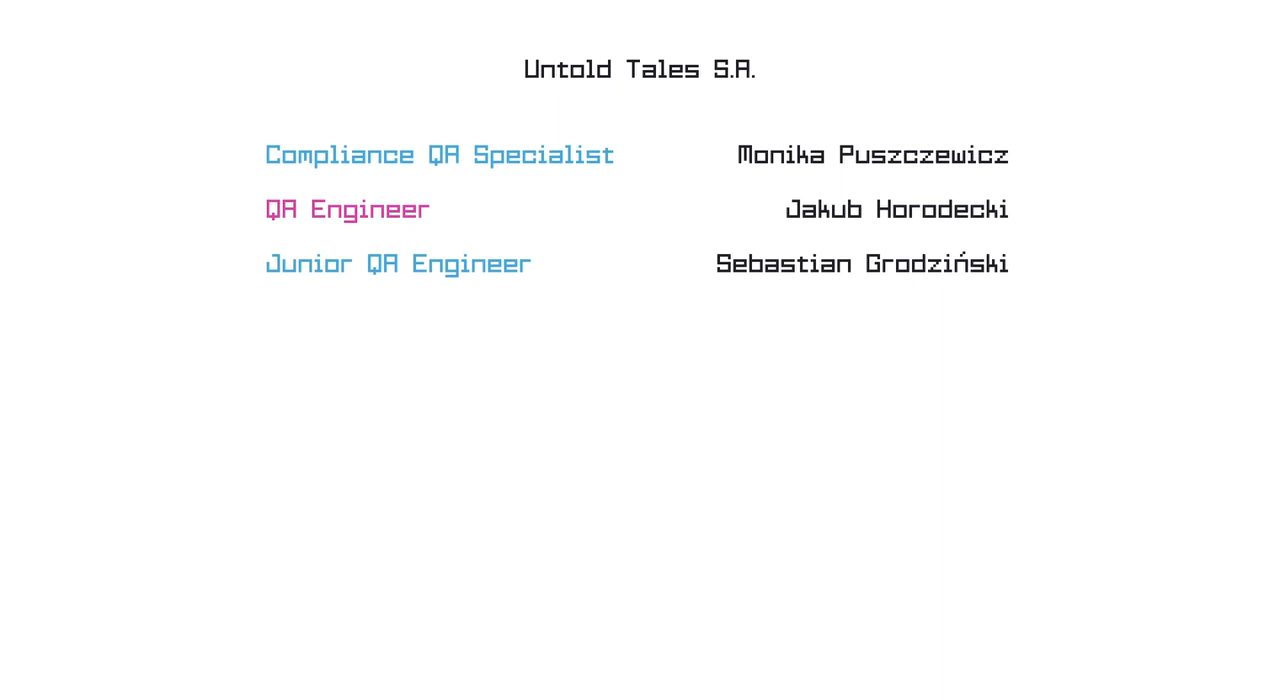 Untold Tales S.A.
Compliance QA Specialist Monika Puszczewicz
QA Engineer Jakub Horodecki
Junior QA Engineer Sebastian Grodziński